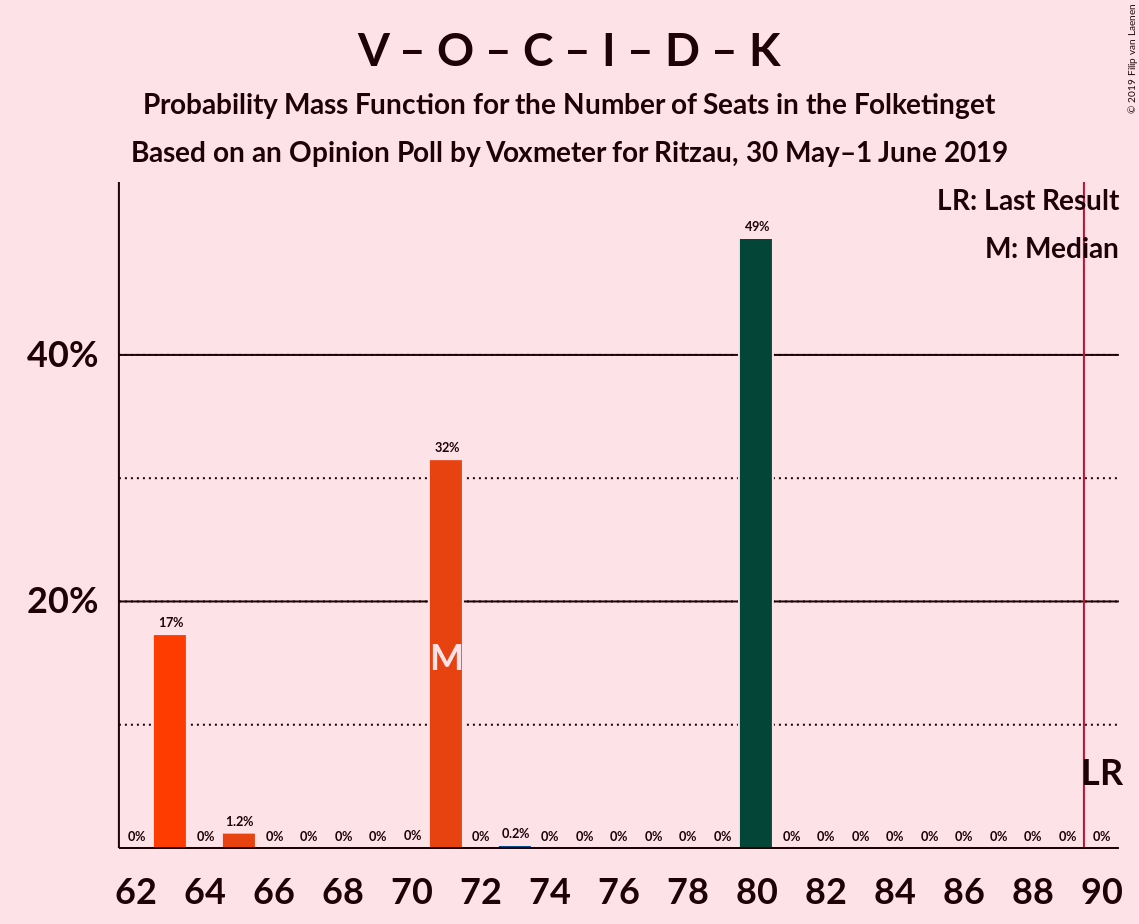 V – O – C – I – D – K
Probability Mass Function for the Number of Seats in the Folketinget
Based on an Opinion Poll by Voxmeter for Ritzau, 30 May–1 June 2019
© 2019 Filip van Laenen
LR: Last Result
M: Median
49%
40%
32%
20%
17%
M
LR
0% 0% 1.2% 0% 0% 0% 0% 0% 0% 0.2% 0% 0% 0% 0% 0% 0% 0% 0% 0% 0% 0% 0% 0% 0% 0% 0%
62 64 66 68 70 72 74 76 78 80 82 84 86 88 90